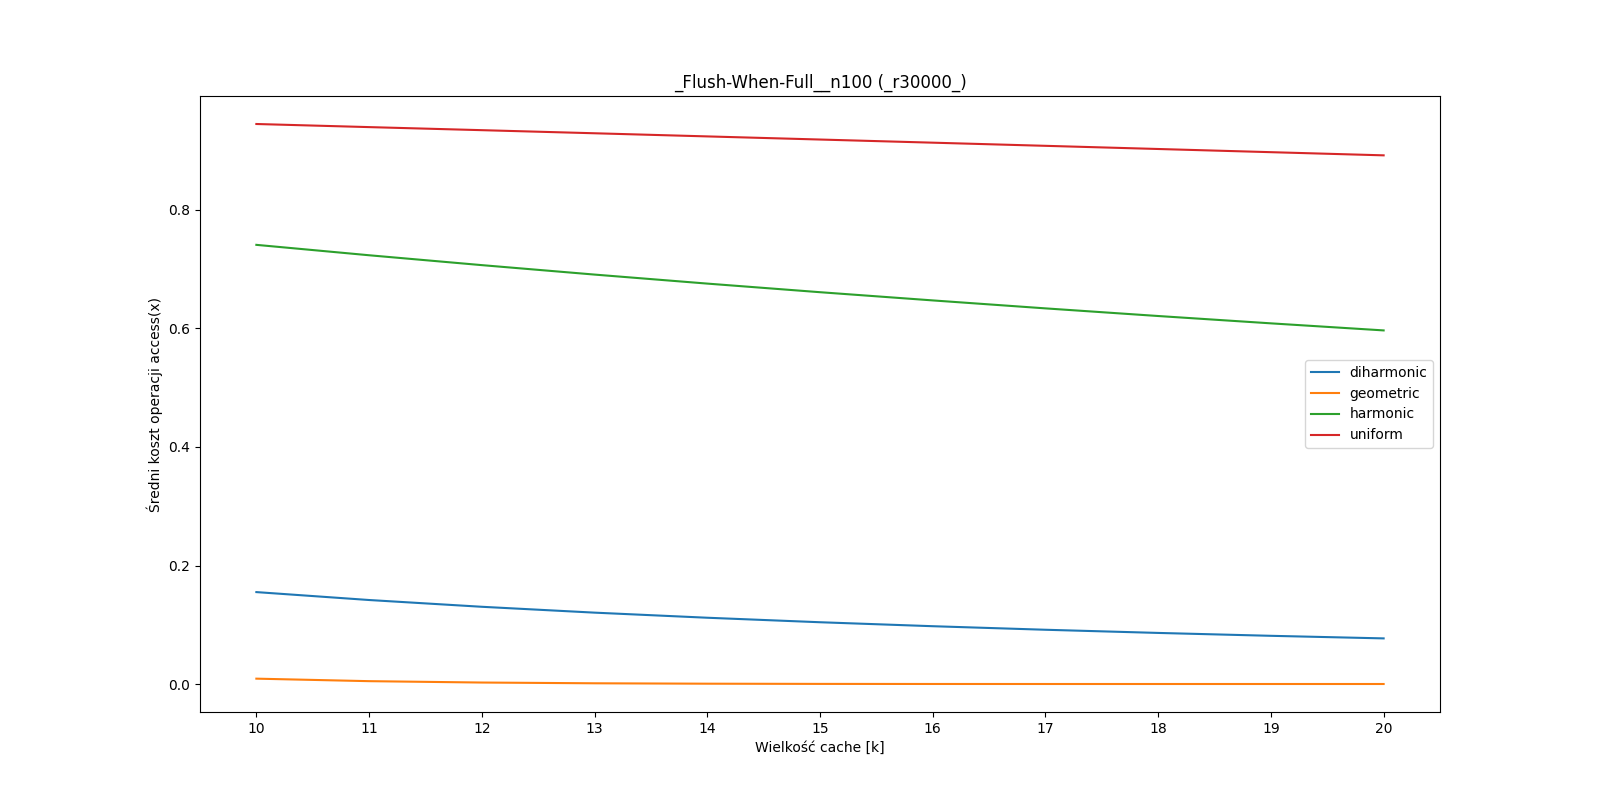 _Flush-When-Full__n100 (_r30000_)
Średni koszt operacji access(x)
0.8
0.6
0.4
0.2
0.0
diharmonic
geometric
harmonic
uniform
10 11 12 13 14 15 16 17 18 19 20
Wielkość cache [k]